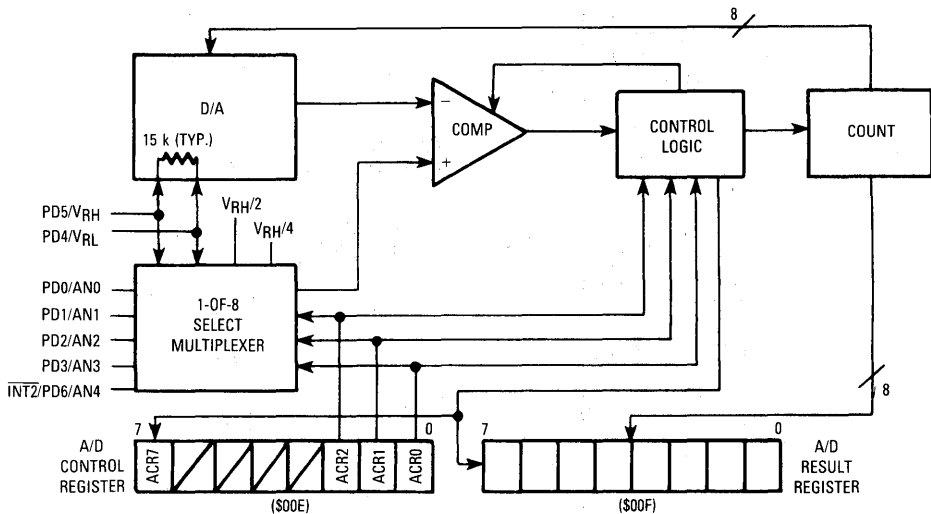 8
D/A
15 k (TYP.)
−
COMP
+
CONTROL
LOGIC
COUNT
PD5/VRH
PD4/VRL
VRH/2
VRH/4
PD0/AN0
PD1/AN1
PD2/AN2
PD3/AN3
INT2/PD6/AN4
1-OF-8
SELECT
MULTIPLEXER
8
A/D
CONTROL
REGISTER
7
0
ACR7
ACR2
ACR1
ACR0
($00E)
7
0
($00F)
A/D
RESULT
REGISTER